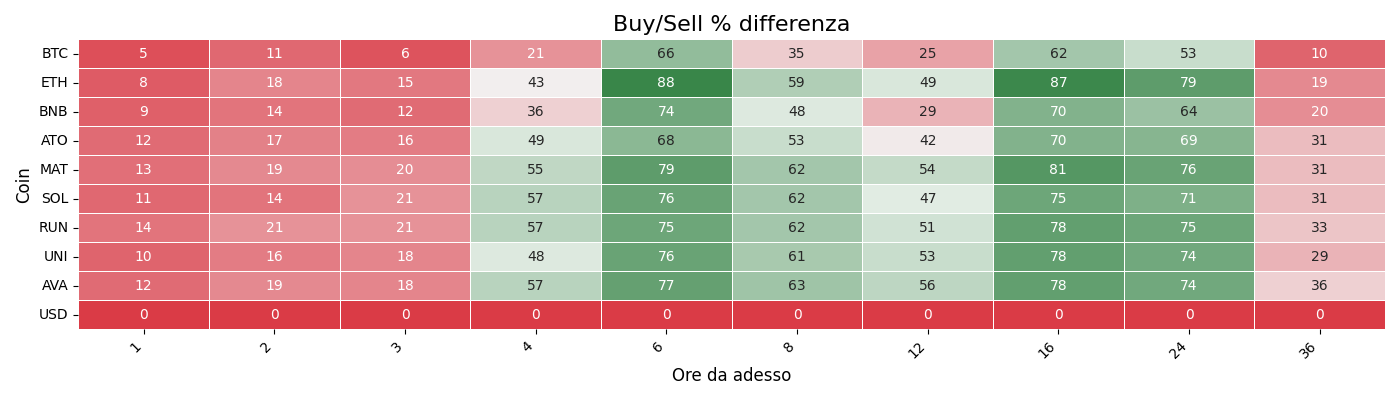 Buy/Sell % differenza
Coin
BTC 5 11 6 21 66 35 25 62 53 10
ETH 8 18 15 43 88 59 49 87 79 19
BNB 9 14 12 36 74 48 29 70 64 20
ATO 12 17 16 49 68 53 42 70 69 31
MAT 13 19 20 55 79 62 54 81 76 31
SOL 11 14 21 57 76 62 47 75 71 31
RUN 14 21 21 57 75 62 51 78 75 33
UNI 10 16 18 48 76 61 53 78 74 29
AVA 12 19 18 57 77 63 56 78 74 36
USD 0 0 0 0 0 0 0 0 0 0
1 2 3 4 6 8 12 16 24 36
Ore da adesso